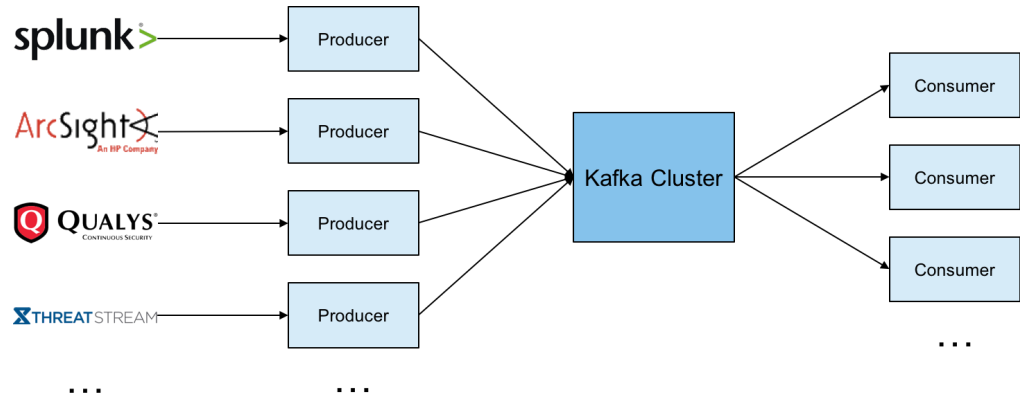 splunk>
Producer
ArcSight
An HP Company
Producer
QUALYS®
CONTINUOUS SECURITY
Producer
THREATSTREAM
Producer
Kafka Cluster
Consumer
Consumer
Consumer
...
...
...